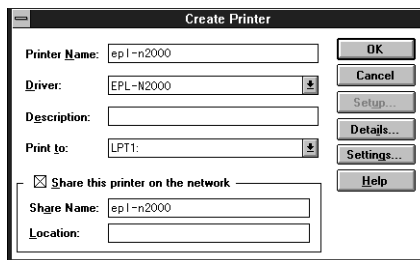 Create Printer
Printer Name: epl-n2000
Driver: EPL-N2000
Description:
Print to: LPT1:
Share this printer on the network
Share Name: epl-n2000
Location:
OK
Cancel
Setup...
Details...
Settings...
Help